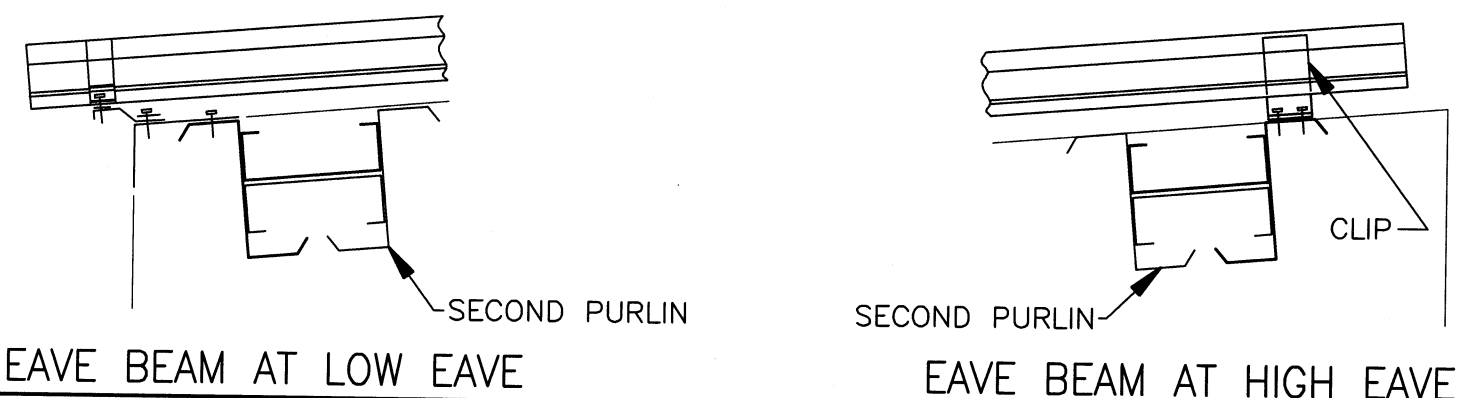 SECOND PURLIN
EAVE BEAM AT LOW EAVE
CLIP
SECOND PURLIN
EAVE BEAM AT HIGH EAVE